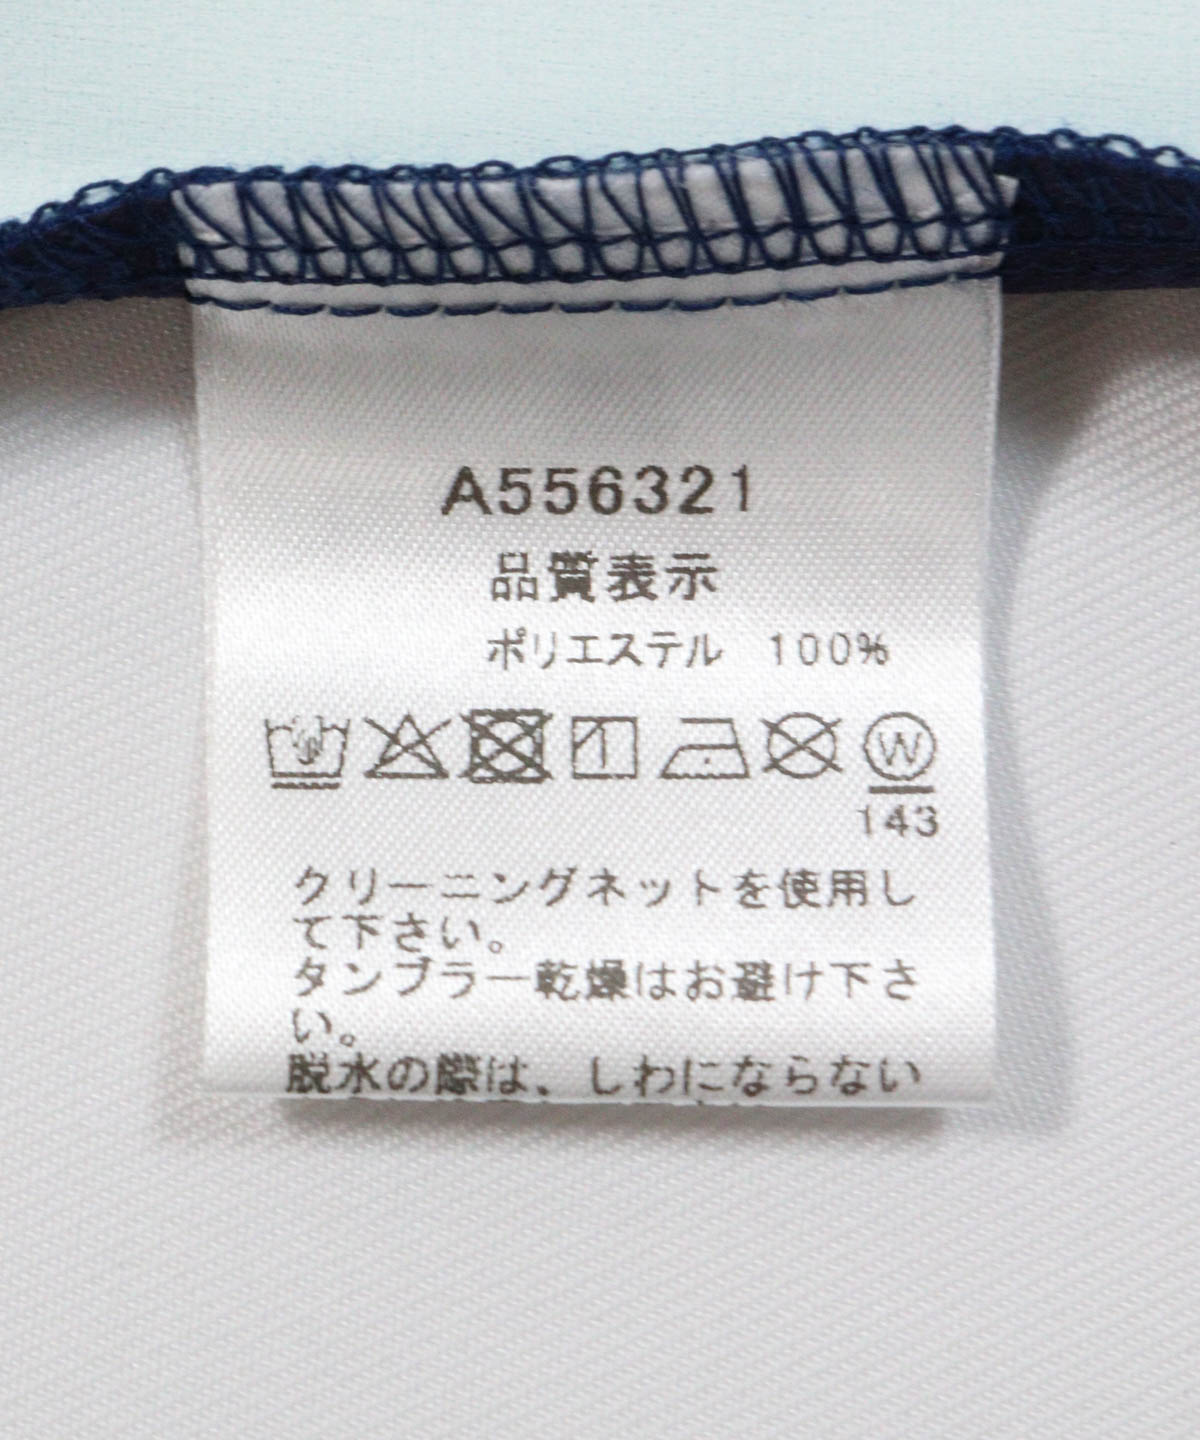 A556321
品質表示
ポリエステル 100%
W
143
クリーニングネットを使用し
て下さい。
タンブラー乾燥はお避け下さ
い。
脱水の際は、しわにならない